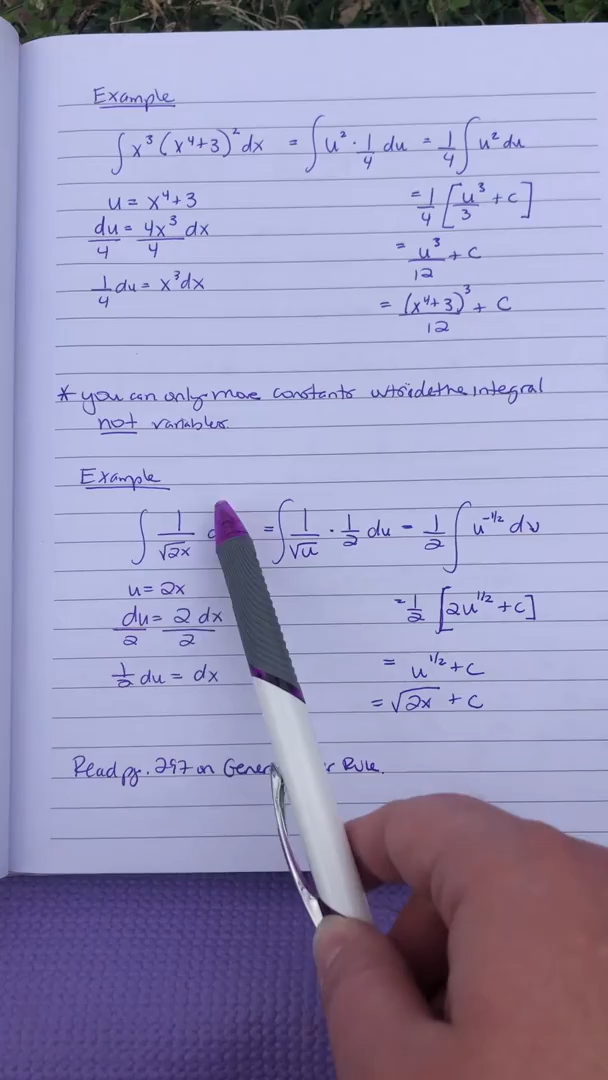 Example
∫ x³ (x⁴+3)² dx = ∫ u² · 1/4 du = 1/4 ∫ u² du
u = x⁴+3
= 1/4 [u³/3 + C]
du/4 = 4x³/4 dx
= u³/12 + C
1/4 du = x³dx
= (x⁴+3)³/12 + C
* you can only move constants outside the integral
not variables.
Example
∫ 1/√2x = ∫ 1/√u · 1/2 du = 1/2 ∫ u^-1/2 du
u = 2x
= 1/2 [2u^1/2 + C]
du/2 = 2 dx/2
1/2 du = dx
= u^1/2 + C
= √2x + C
Read pg. 297 on Rule.